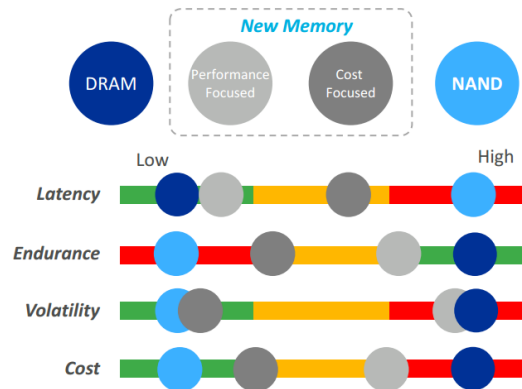 New Memory
DRAM
Performance
Focused
Cost
Focused
NAND
Low
High
Latency
Endurance
Volatility
Cost